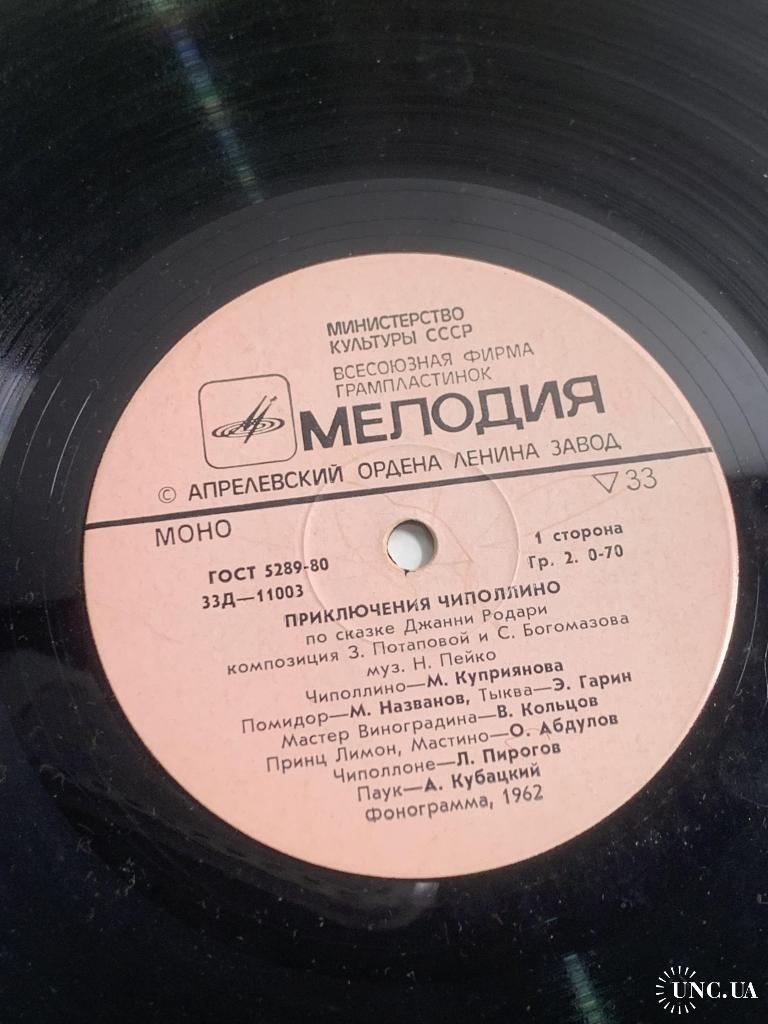 МИНИСТЕРСТВО
КУЛЬТУРЫ СССР
ВСЕСОЮЗНАЯ ФИРМА
ГРАМПЛАСТИНОК
МЕЛОДИЯ
© АПРЕЛЕВСКИЙ ОРДЕНА ЛЕНИНА ЗАВОД
МОНО
▽33
ГОСТ 5289-80
33Д—11003
1 сторона
Гр. 2. 0-70
ПРИКЛЮЧЕНИЯ ЧИПОЛЛИНО
по сказке Джанни Родари
композиция З. Потаповой и С. Богомазова
муз. Н. Пейко
Чиполлино—М. Куприянова
Помидор—М. Названов, Тыква—Э. Гарин
Мастер Виноградина—В. Кольцов
Принц Лимон, Мастино—О. Абдулов
Чиполлоне—Л. Пирогов
Паук—А. Кубацкий
Фонограмма, 1962
UNC.UA